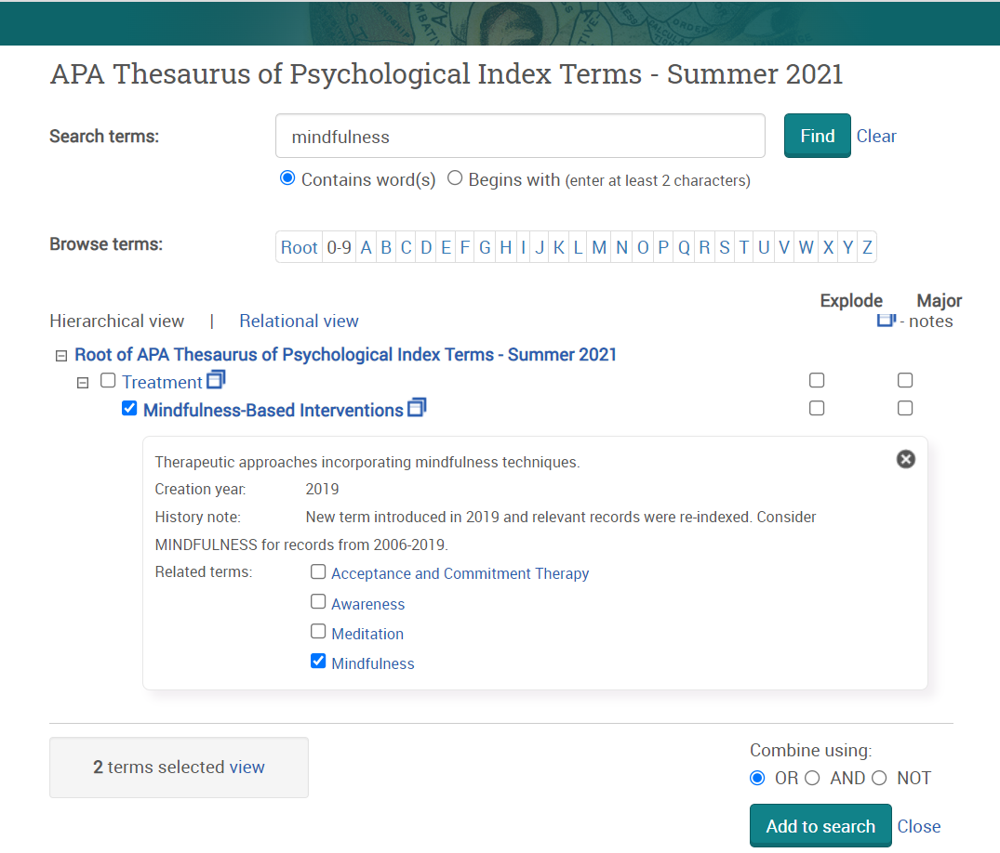 APA Thesaurus of Psychological Index Terms - Summer 2021
Search terms: mindfulness Find Clear
Contains word(s) Begins with (enter at least 2 characters)
Browse terms: Root 0-9 A B C D E F G H I J K L M N O P Q R S T U V W X Y Z
Explode Major
Hierarchical view | Relational view - notes
Root of APA Thesaurus of Psychological Index Terms - Summer 2021
Treatment
Mindfulness-Based Interventions
Therapeutic approaches incorporating mindfulness techniques.
Creation year: 2019
History note: New term introduced in 2019 and relevant records were re-indexed. Consider
MINDFULNESS for records from 2006-2019.
Related terms: Acceptance and Commitment Therapy
Awareness
Meditation
Mindfulness
2 terms selected view
Combine using:
OR AND NOT
Add to search Close